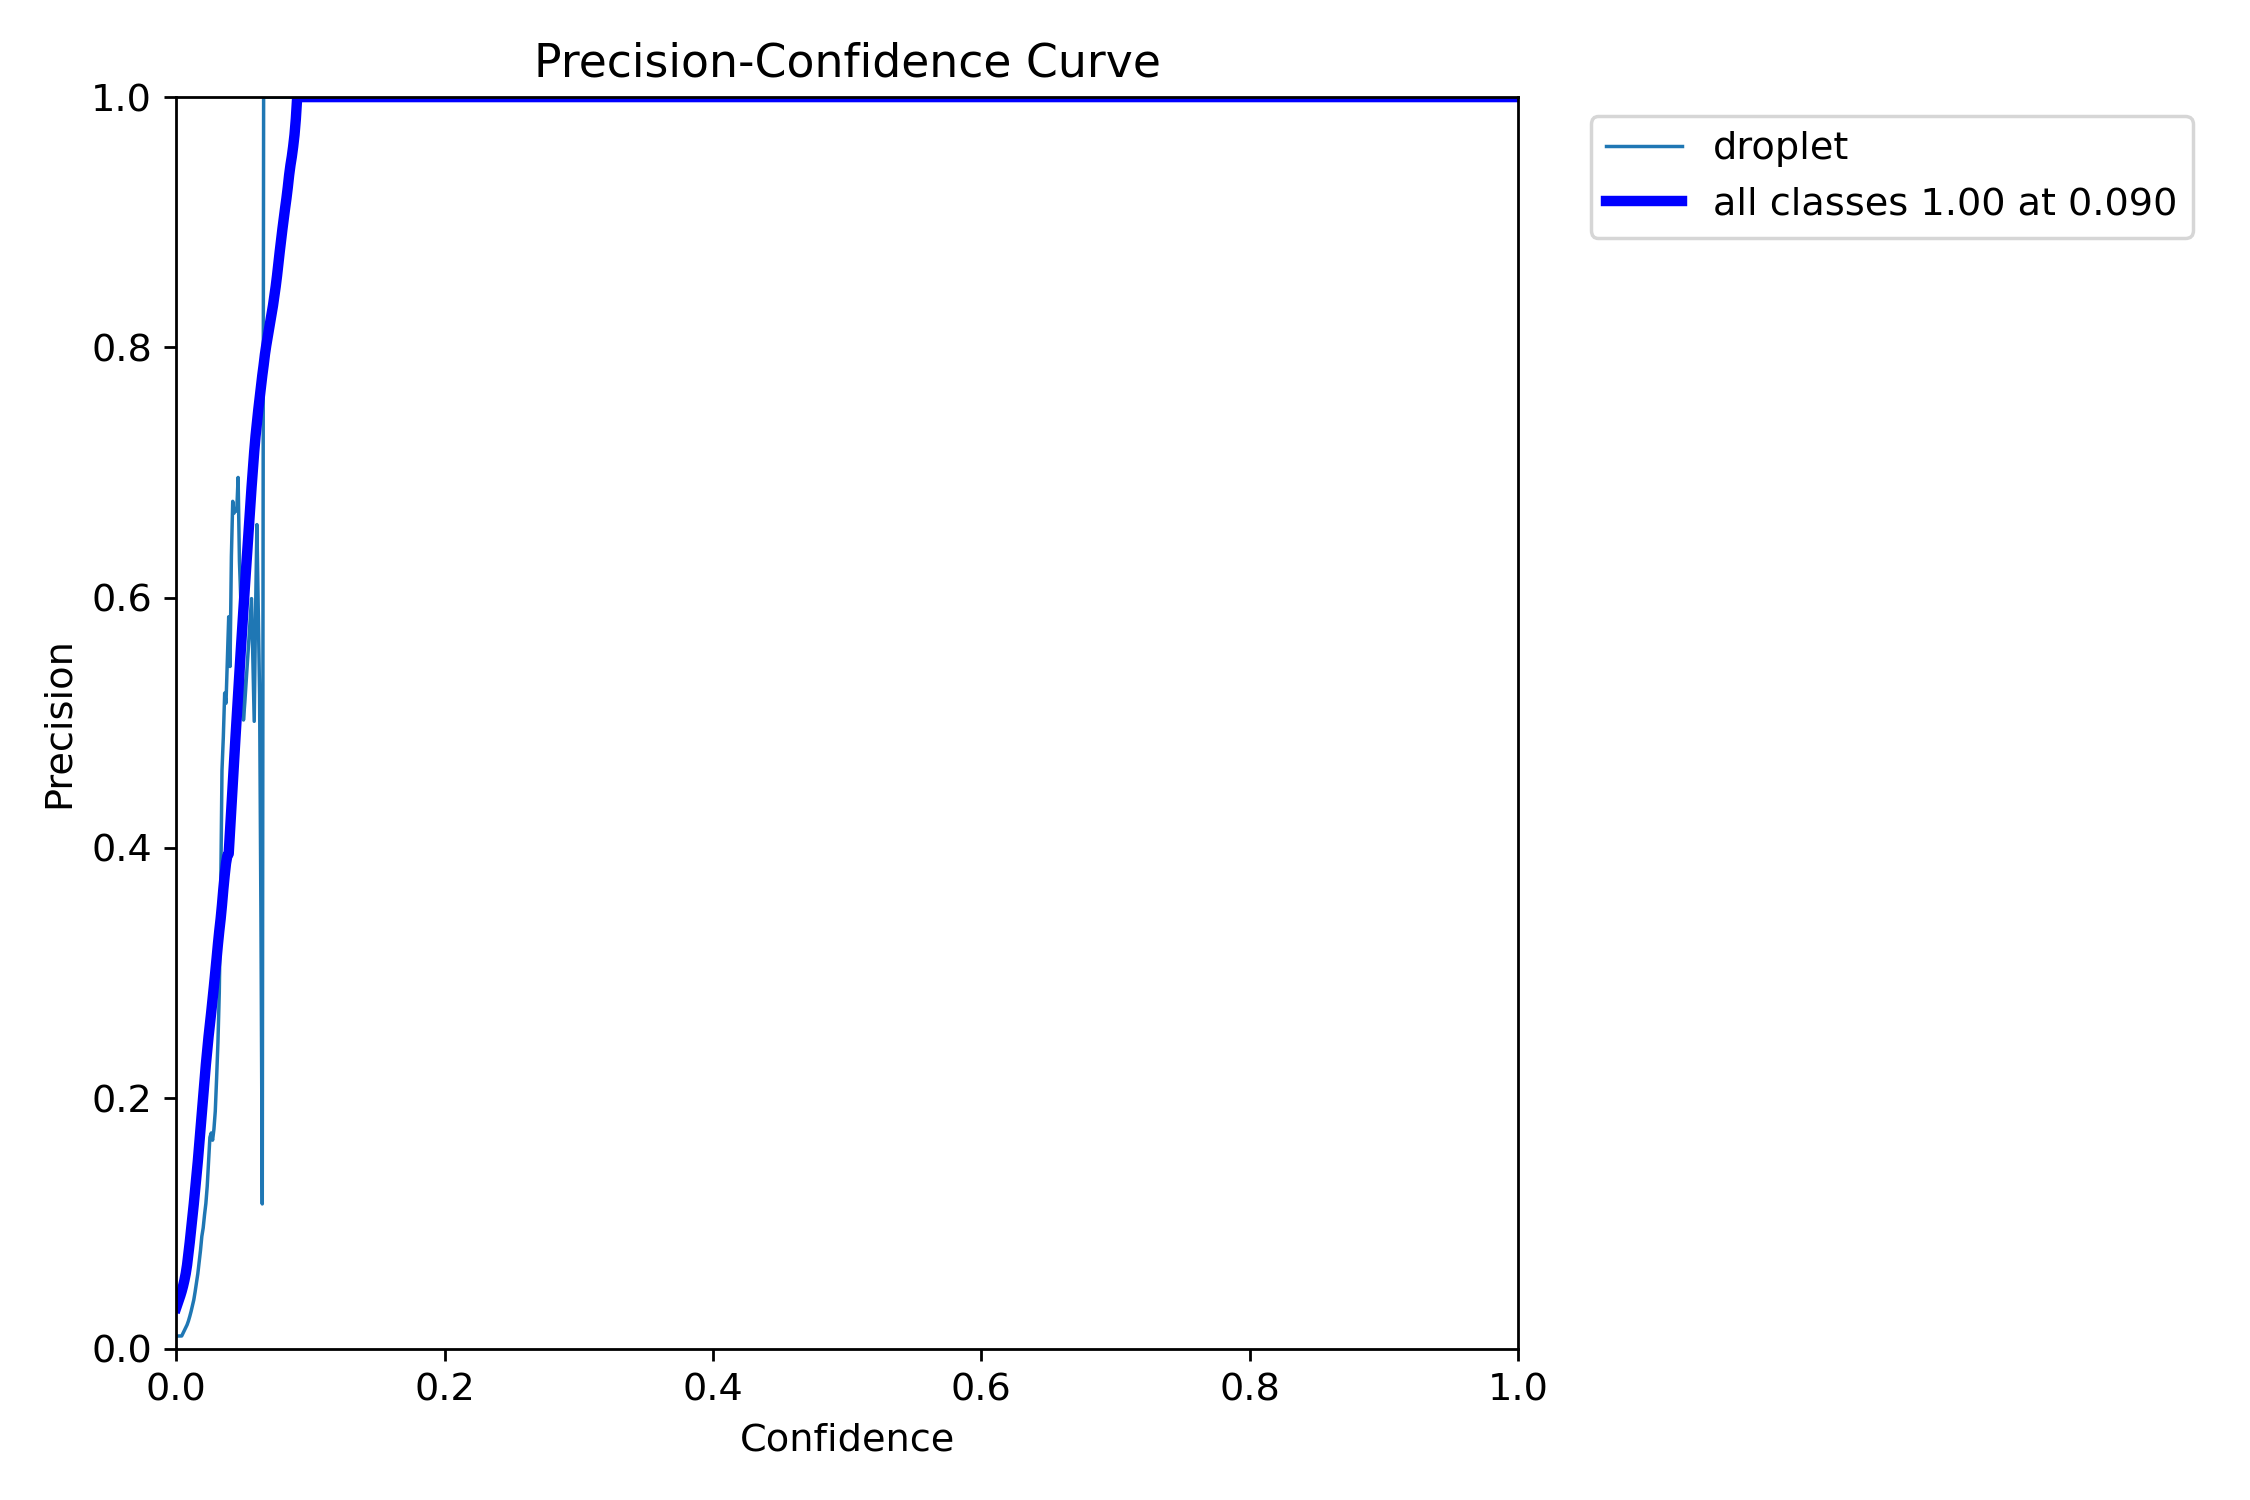 Precision-Confidence Curve
1.0
0.8
0.6
0.4
0.2
0.0
Precision
0.0 0.2 0.4 0.6 0.8 1.0
Confidence
droplet
all classes 1.00 at 0.090